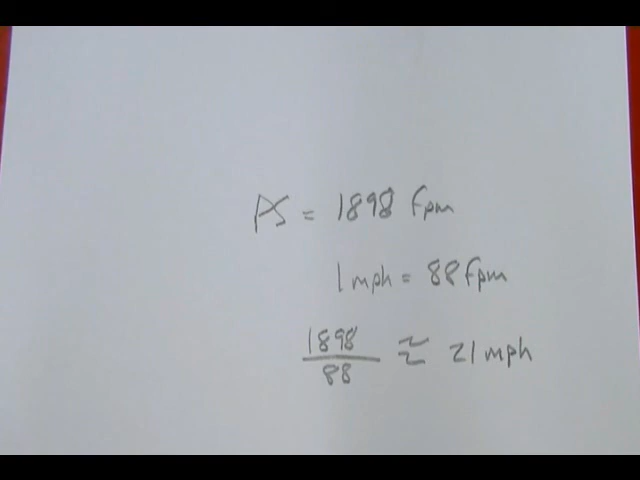 PS = 1898 fpm
1 mph = 88 fpm
1898
88
≈ 21 mph